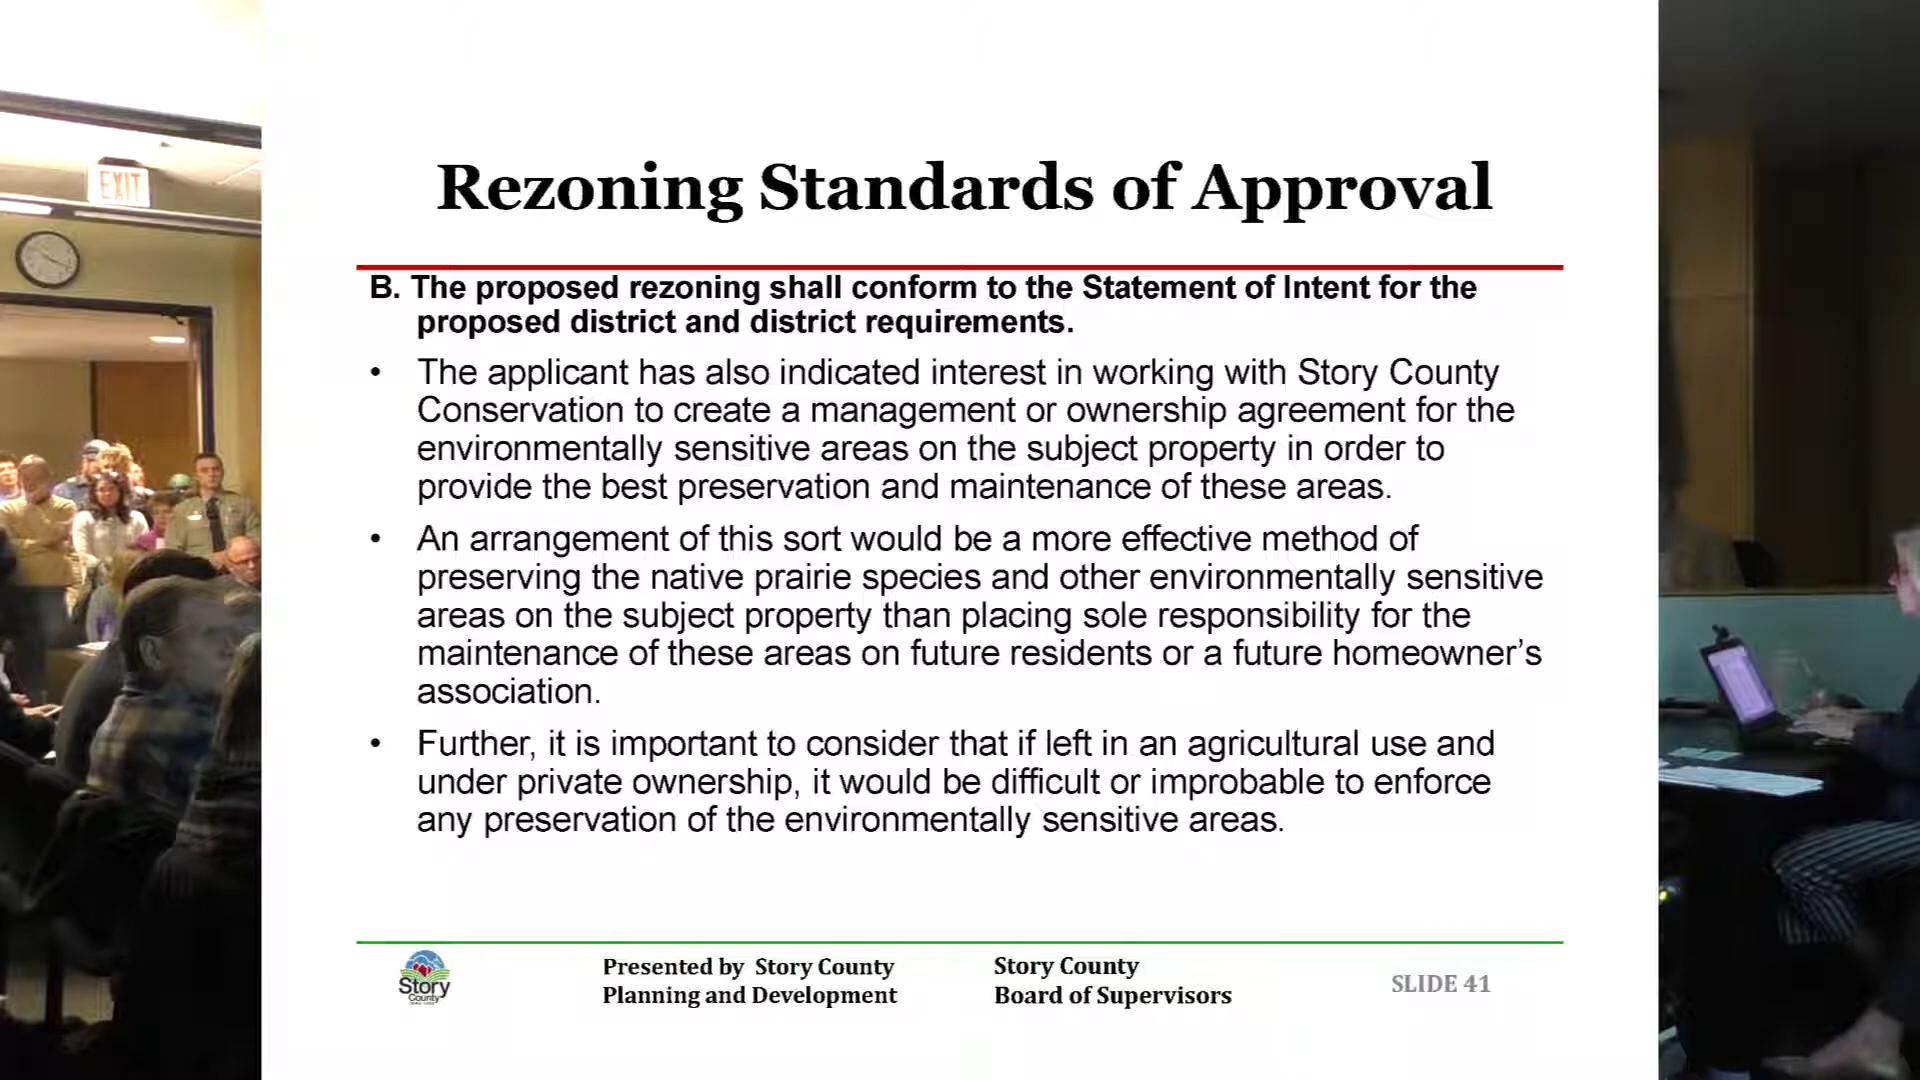 EXIT
Rezoning Standards of Approval
B. The proposed rezoning shall conform to the Statement of Intent for the
proposed district and district requirements.
• The applicant has also indicated interest in working with Story County
Conservation to create a management or ownership agreement for the
environmentally sensitive areas on the subject property in order to
provide the best preservation and maintenance of these areas.
• An arrangement of this sort would be a more effective method of
preserving the native prairie species and other environmentally sensitive
areas on the subject property than placing sole responsibility for the
maintenance of these areas on future residents or a future homeowner’s
association.
• Further, it is important to consider that if left in an agricultural use and
under private ownership, it would be difficult or improbable to enforce
any preservation of the environmentally sensitive areas.
Story
County
Presented by Story County
Planning and Development
Story County
Board of Supervisors
SLIDE 41